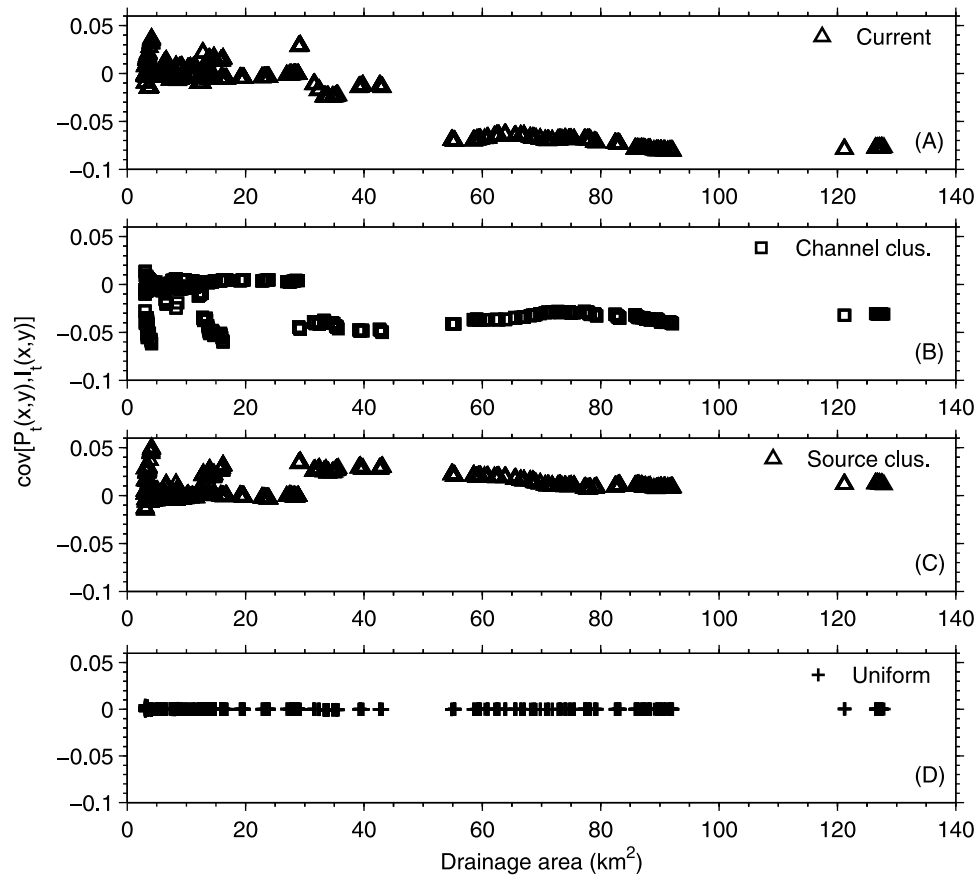 cov[P_t(x,y),I_t(x,y)]
0.05
0
−0.05
−0.1
Current
(A)
0 20 40 60 80 100 120 140
0.05
0
−0.05
−0.1
Channel clus.
(B)
0 20 40 60 80 100 120 140
0.05
0
−0.05
−0.1
Source clus.
(C)
0 20 40 60 80 100 120 140
0.05
0
−0.05
−0.1
Uniform
(D)
0 20 40 60 80 100 120 140
Drainage area (km²)